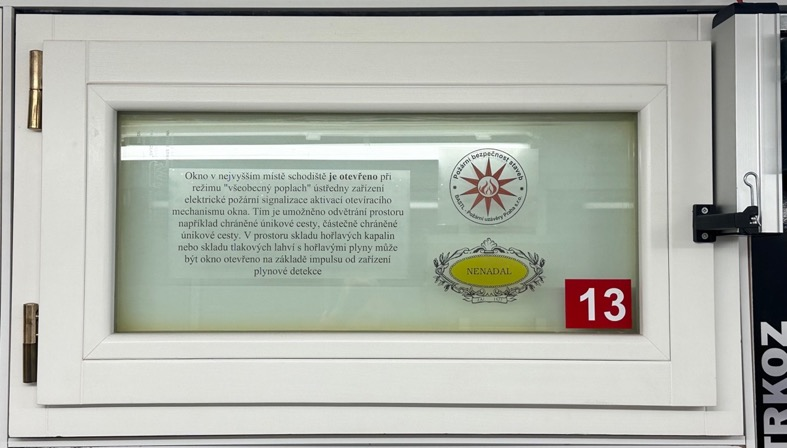 Okno v nejvyšším místě schodiště je otevřeno při
režimu "všeobecný poplach" ústředny zařízení
elektrické požární signalizace aktivací otevíracího
mechanismu okna. Tím je umožněno odvětrání prostoru
například chráněné únikové cesty, částečně chráněné
únikové cesty. V prostoru skladu hořlavých kapalin
nebo skladu tlakových lahví s hořlavými plyny může
být okno otevřeno na základě impulsu od zařízení
plynové detekce
Požární bezpečnost staveb
Požární uzávěry Praha s.r.o.
NENADAL
13
TRKOZ